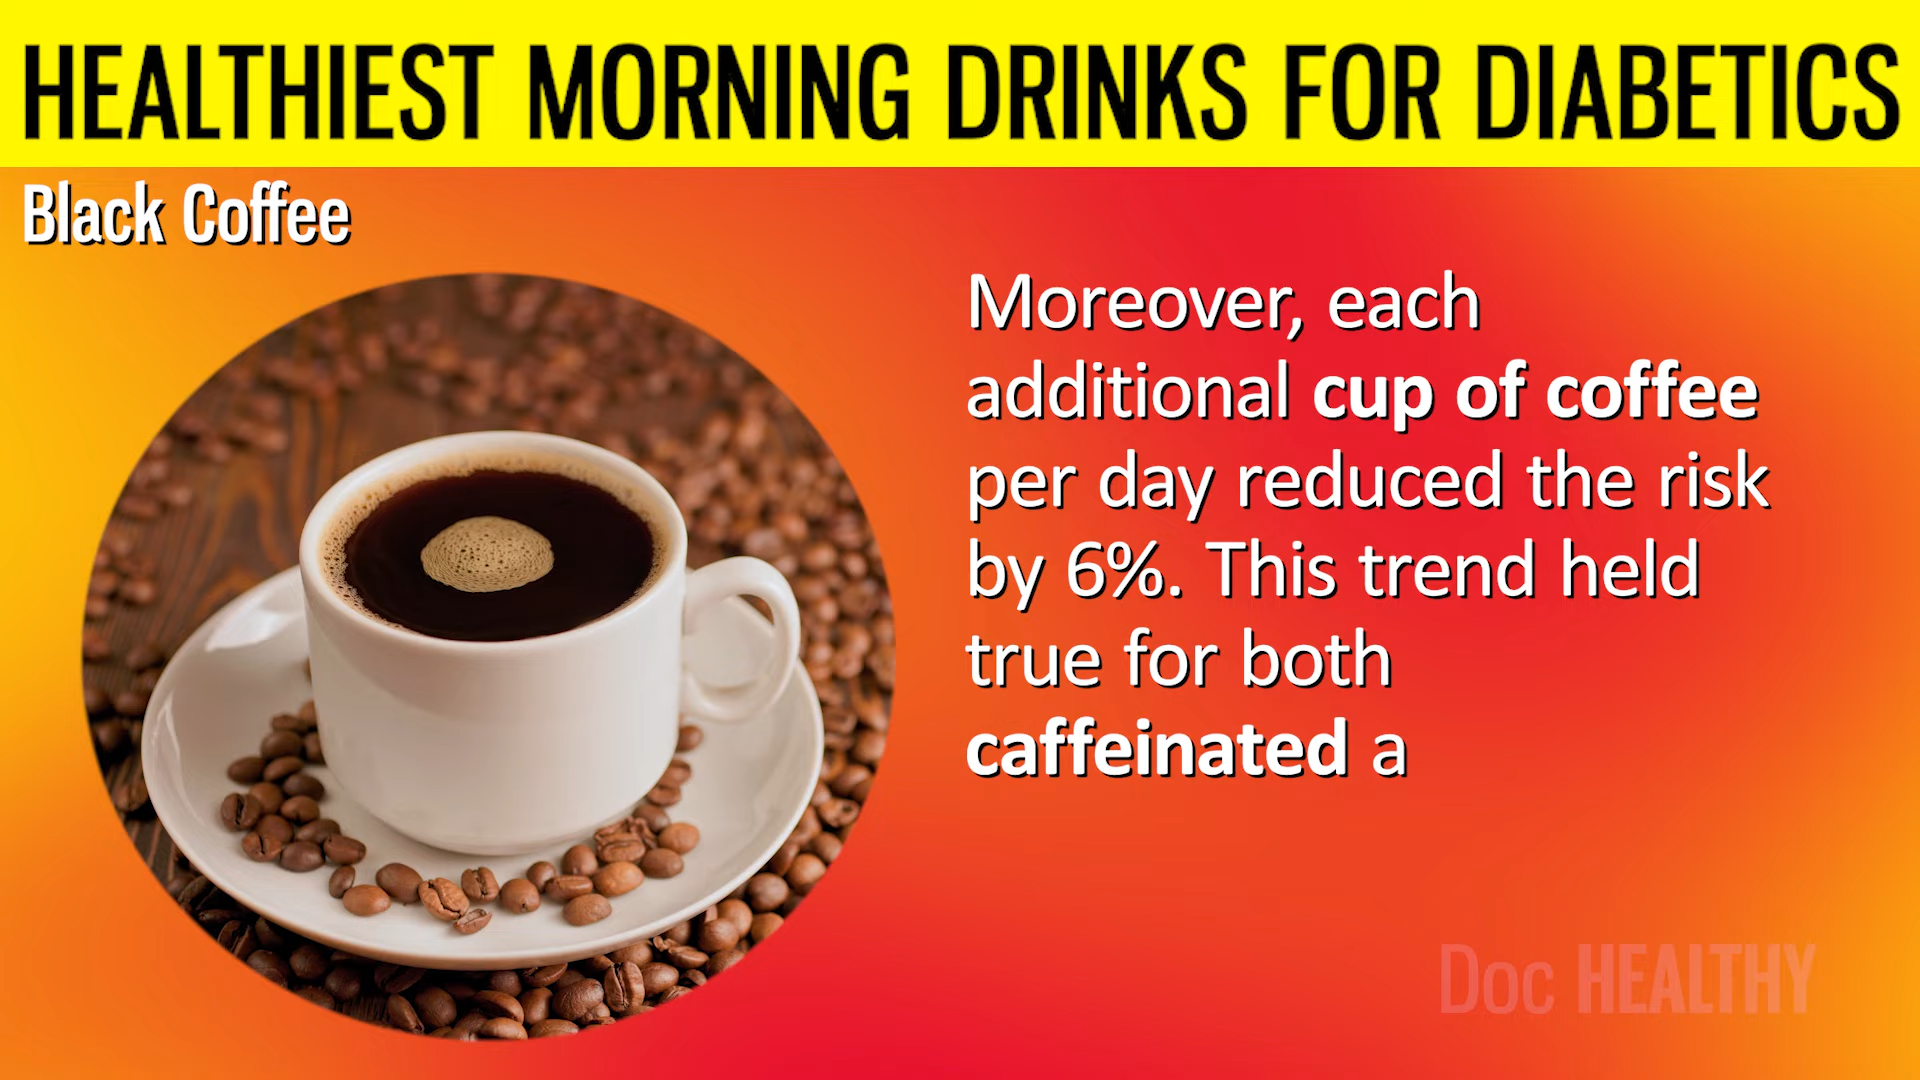 HEALTHIEST MORNING DRINKS FOR DIABETICS
Black Coffee
Moreover, each
additional cup of coffee
per day reduced the risk
by 6%. This trend held
true for both
caffeinated a
Doc HEALTHY